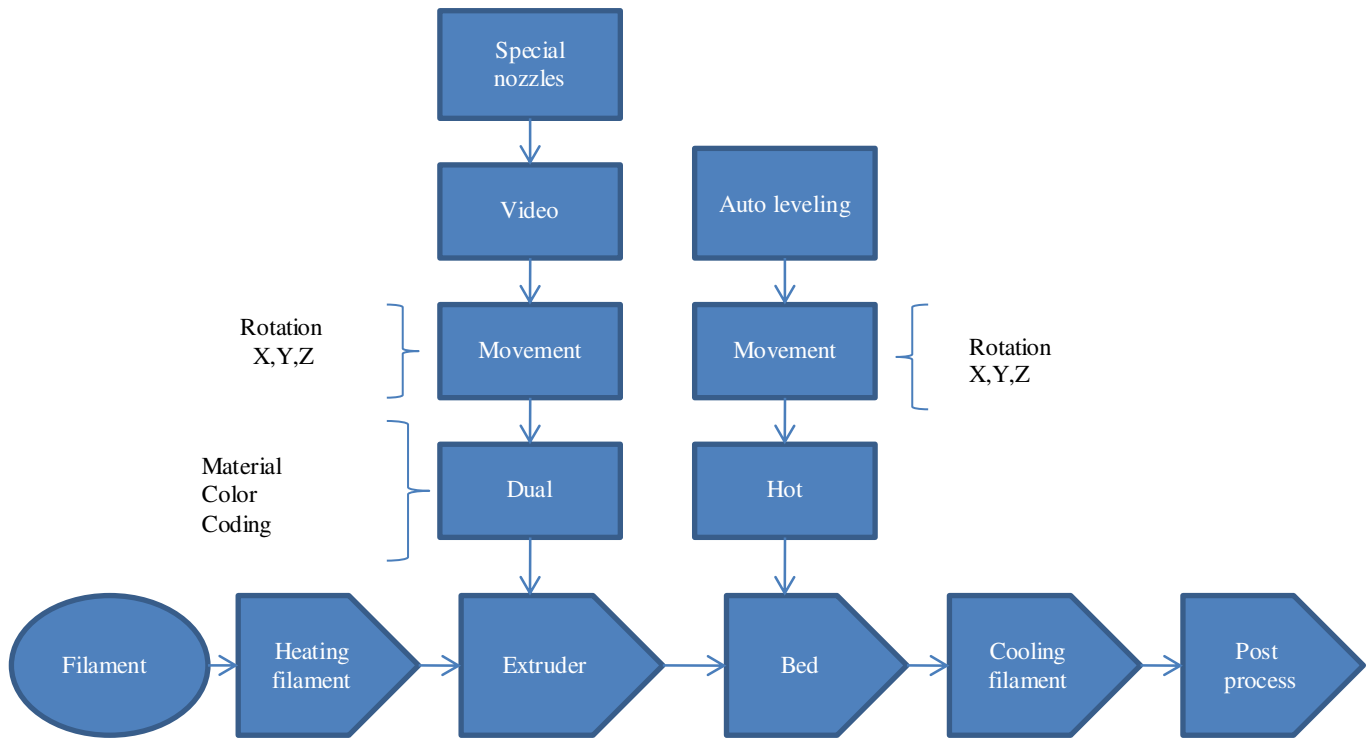 Special
nozzles
Video
Auto leveling
Rotation
X,Y,Z
Movement
Movement
Rotation
X,Y,Z
Material
Color
Coding
Dual
Hot
Filament
Heating
filament
Extruder
Bed
Cooling
filament
Post
process